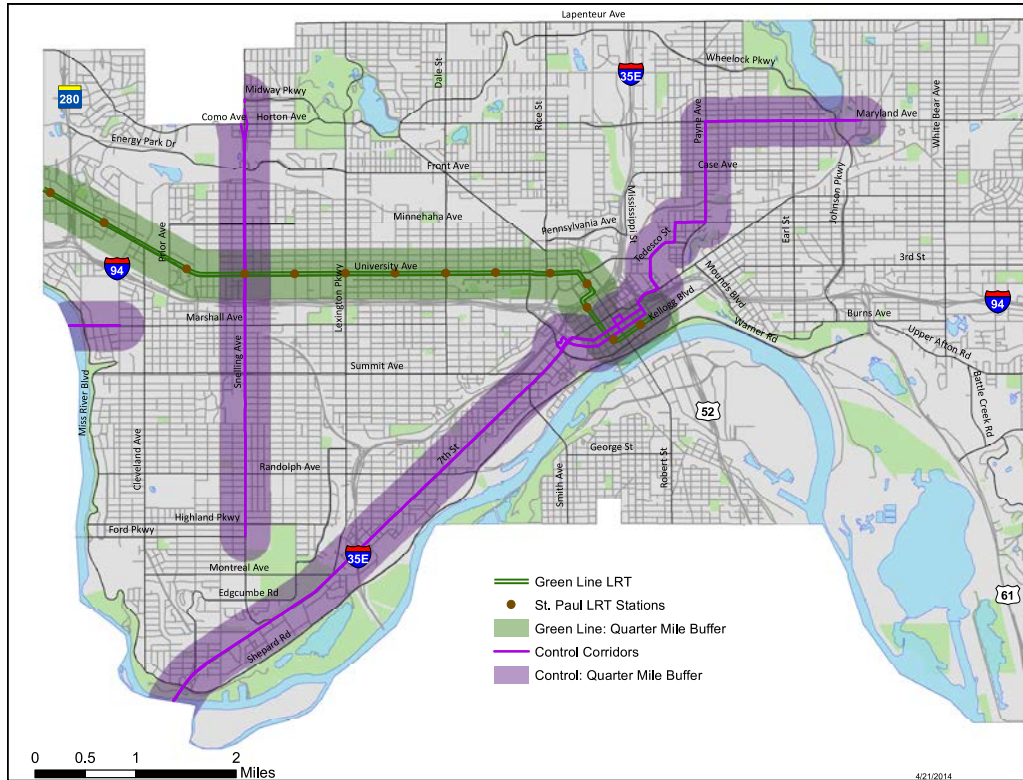 Larpenteur Ave
Wheelock Pkwy
35E
Dale St
Rice St
White Bear Ave
280
Midway Pkwy
Como Ave
Horton Ave
Payne Ave
Maryland Ave
Energy Park Dr
Front Ave
Case Ave
Johnson Pkwy
Mississippi St
Minnehaha Ave
Pennsylvania Ave
Earl St
Prior Ave
Tedesco St
3rd St
94
University Ave
Lexington Pkwy
Mounds Blvd
94
Marshall Ave
Kellogg Blvd
Burns Ave
Warner Rd
Upper Afton Rd
Snelling Ave
Summit Ave
Miss River Blvd
Battle Creek Rd
52
Cleveland Ave
7th St
George St
Randolph Ave
Smith Ave
Robert St
Highland Pkwy
Ford Pkwy
35E
Montreal Ave
Edgcumbe Rd
61
Shepard Rd
Green Line LRT
St. Paul LRT Stations
Green Line: Quarter Mile Buffer
Control Corridors
Control: Quarter Mile Buffer
0 0.5 1 2
Miles
4/21/2014